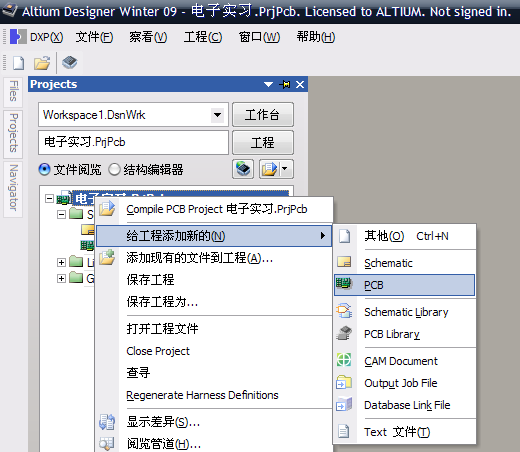 Altium Designer Winter 09 - 电子实习.PrjPcb. Licensed to ALTIUM. Not signed in.
DXP(X) 文件(F) 察看(V) 工程(C) 窗口(W) 帮助(H)
Files
Projects
Navigator
Projects
Workspace1.DsnWrk 工作台
电子实习.PrjPcb 工程
文件阅览 结构编辑器
电子实习.PrjPcb
S
Li
G
Compile PCB Project 电子实习.PrjPcb
给工程添加新的(N)
添加现有的文件到工程(A)...
保存工程
保存工程为...
打开工程文件
Close Project
查寻
Regenerate Harness Definitions
显示差异(S)...
阅览管道(H)...
其他(O) Ctrl+N
Schematic
PCB
Schematic Library
PCB Library
CAM Document
Output Job File
Database Link File
Text 文件(T)